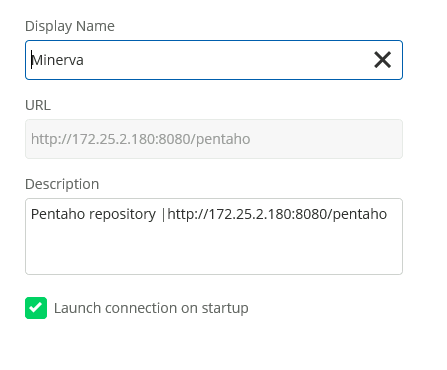 Display Name
Minerva
URL
http://172.25.2.180:8080/pentaho
Description
Pentaho repository |http://172.25.2.180:8080/pentaho
Launch connection on startup